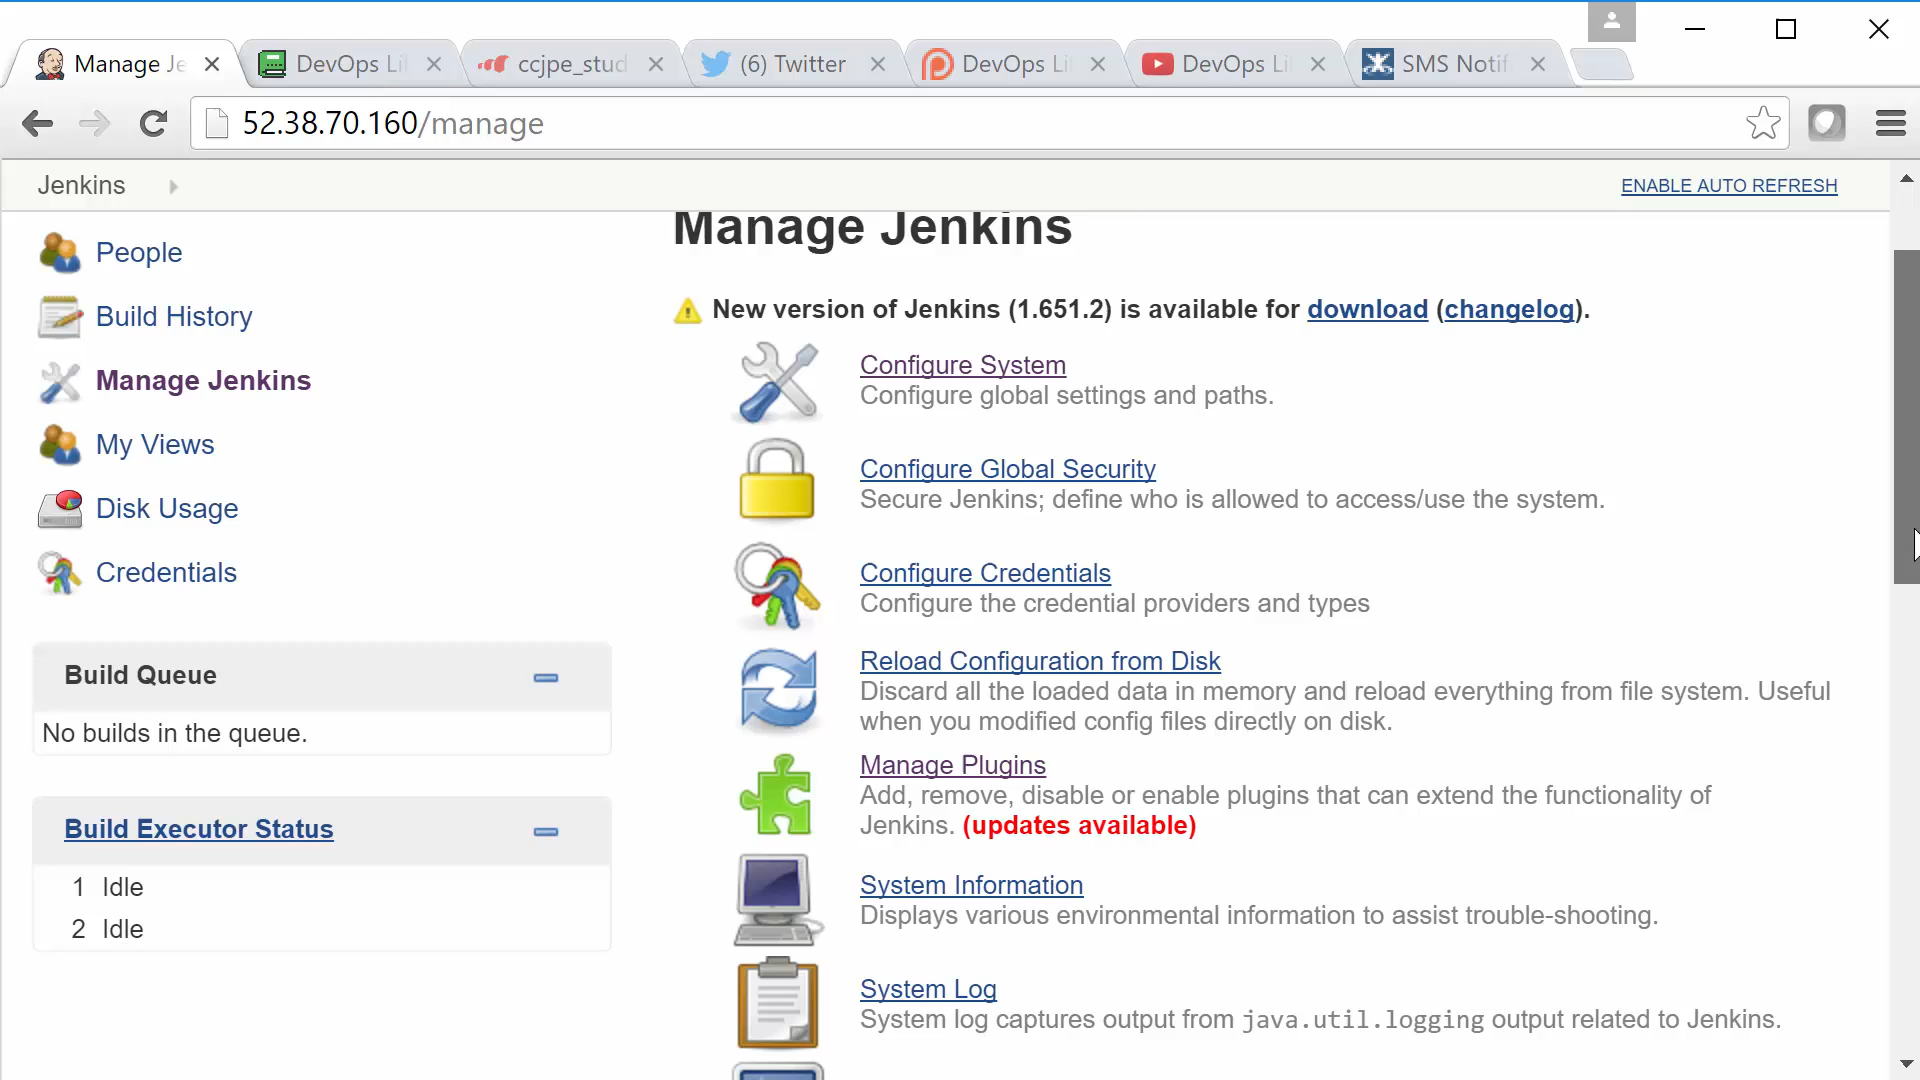 Manage Je
DevOps Li
ccjpe_stud
(6) Twitter
DevOps Li
DevOps Li
SMS Notif
52.38.70.160/manage
Jenkins
ENABLE AUTO REFRESH
People
Build History
Manage Jenkins
My Views
Disk Usage
Credentials
Build Queue
No builds in the queue.
Build Executor Status
1 Idle
2 Idle
Manage Jenkins
New version of Jenkins (1.651.2) is available for download (changelog).
Configure System
Configure global settings and paths.
Configure Global Security
Secure Jenkins; define who is allowed to access/use the system.
Configure Credentials
Configure the credential providers and types
Reload Configuration from Disk
Discard all the loaded data in memory and reload everything from file system. Useful
when you modified config files directly on disk.
Manage Plugins
Add, remove, disable or enable plugins that can extend the functionality of
Jenkins. (updates available)
System Information
Displays various environmental information to assist trouble-shooting.
System Log
System log captures output from java.util.logging output related to Jenkins.